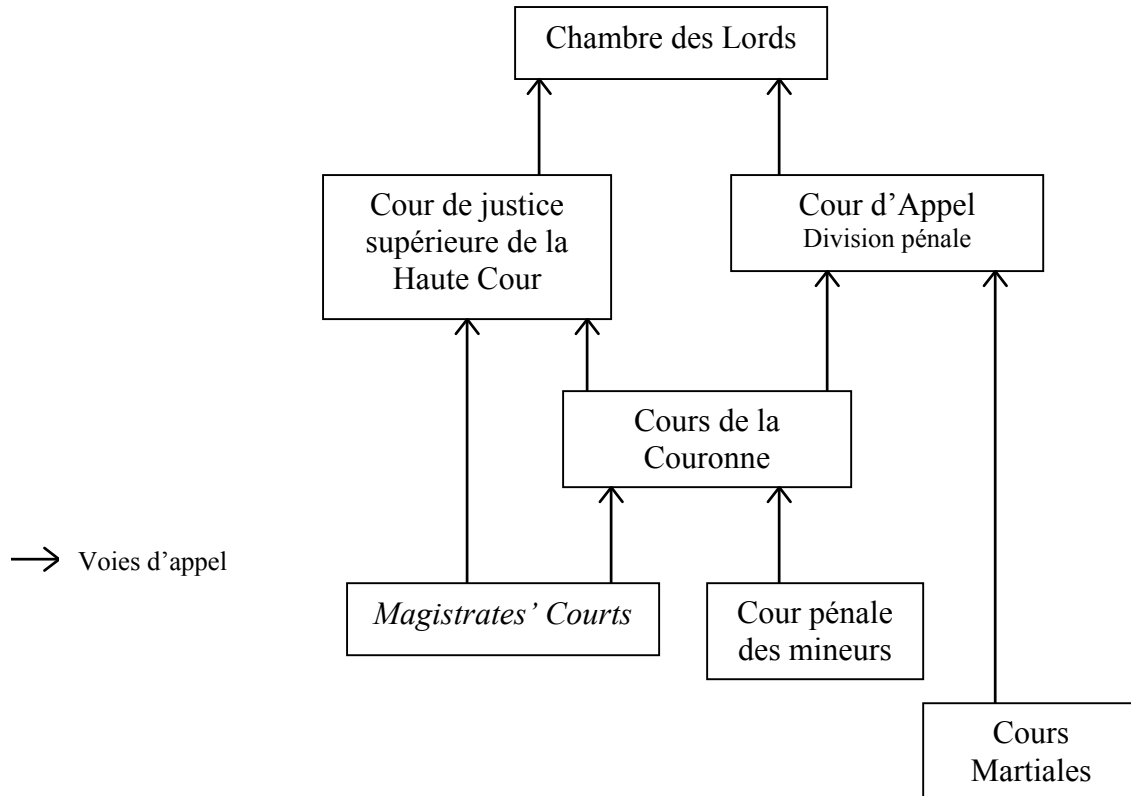 Chambre des Lords
Cour de justice
supérieure de la
Haute Cour
Cour d’Appel
Division pénale
Cours de la
Couronne
Voies d’appel
Magistrates’ Courts
Cour pénale
des mineurs
Cours
Martiales